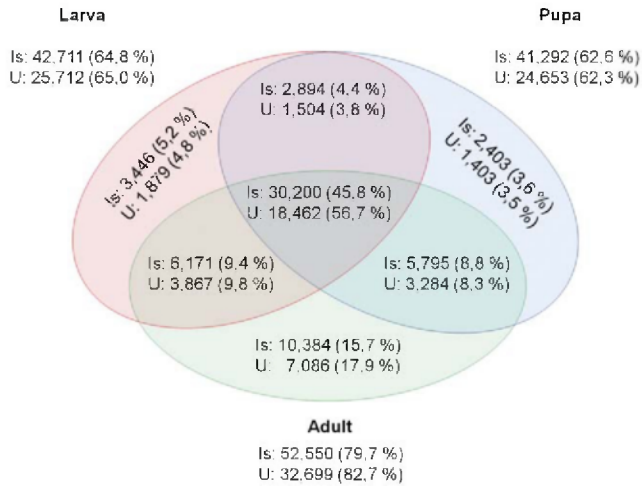 Larva
Pupa
Is: 42,711 (64,8 %)
U: 25,712 (65,0 %)
Is: 41,292 (62,6 %)
U: 24,653 (62,3 %)
Is: 2,894 (4,4 %)
U: 1,504 (3,8 %)
Is: 3,446 (5,2 %)
U: 1,879 (4,8 %)
Is: 2,403 (3,6 %)
U: 1,403 (3,5 %)
Is: 30,200 (45,8 %)
U: 18,462 (56,7 %)
Is: 6,171 (9,4 %)
U: 3,867 (9,8 %)
Is: 5,795 (8,8 %)
U: 3,284 (8,3 %)
Is: 10,384 (15,7 %)
U: 7,086 (17,9 %)
Adult
Is: 52,550 (79,7 %)
U: 32,699 (82,7 %)